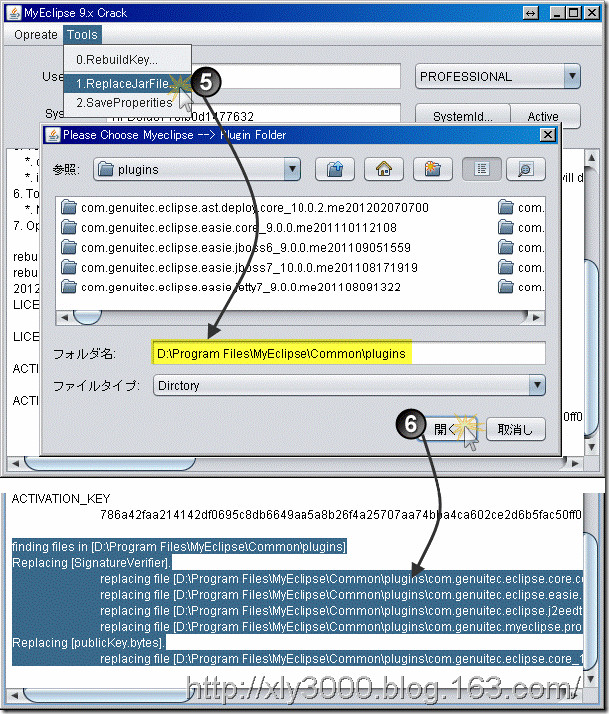 MyEclipse 9.x Crack
Opreate Tools
0.RebuildKey...
1.ReplaceJarFile...
2.SaveProperities
5
PROFESSIONAL
SystemId... Active
Please Choose Myeclipse --> Plugin Folder
参照: plugins
com.genuitec.eclipse.ast.deploy.core_10.0.2.me201202070700 com.
com.genuitec.eclipse.easie.core_9.0.0.me201110112108 com.
com.genuitec.eclipse.easie.jboss6_9.0.0.me201109051559 com.
com.genuitec.eclipse.easie.jboss7_10.0.0.me201108171919 com.
com.genuitec.eclipse.easie.jetty7_9.0.0.me201108091322 com.
6. To
7. Op
rebu
rebu
2012
LICE
LICE
ACTI
ACTI
フォルダ名: D:\Program Files\MyEclipse\Common\plugins
ファイルタイプ: Dirctory
6
開く 取消し
ACTIVATION_KEY
finding files in [D:\Program Files\MyEclipse\Common\plugins]
Replacing [SignatureVerifier].
replacing file [D:\Program Files\MyEclipse\Common\plugins\com.genuitec.eclipse.core.co
replacing file [D:\Program Files\MyEclipse\Common\plugins\com.genuitec.eclipse.easie.
replacing file [D:\Program Files\MyEclipse\Common\plugins\com.genuitec.eclipse.j2eedt
replacing file [D:\Program Files\MyEclipse\Common\plugins\com.genuitec.myeclipse.pro
Replacing [publicKey.bytes].
replacing file [D:\Program Files\MyEclipse\Common\plugins\com.genuitec.eclipse.core_1
http://xly3000.blog.163.com/